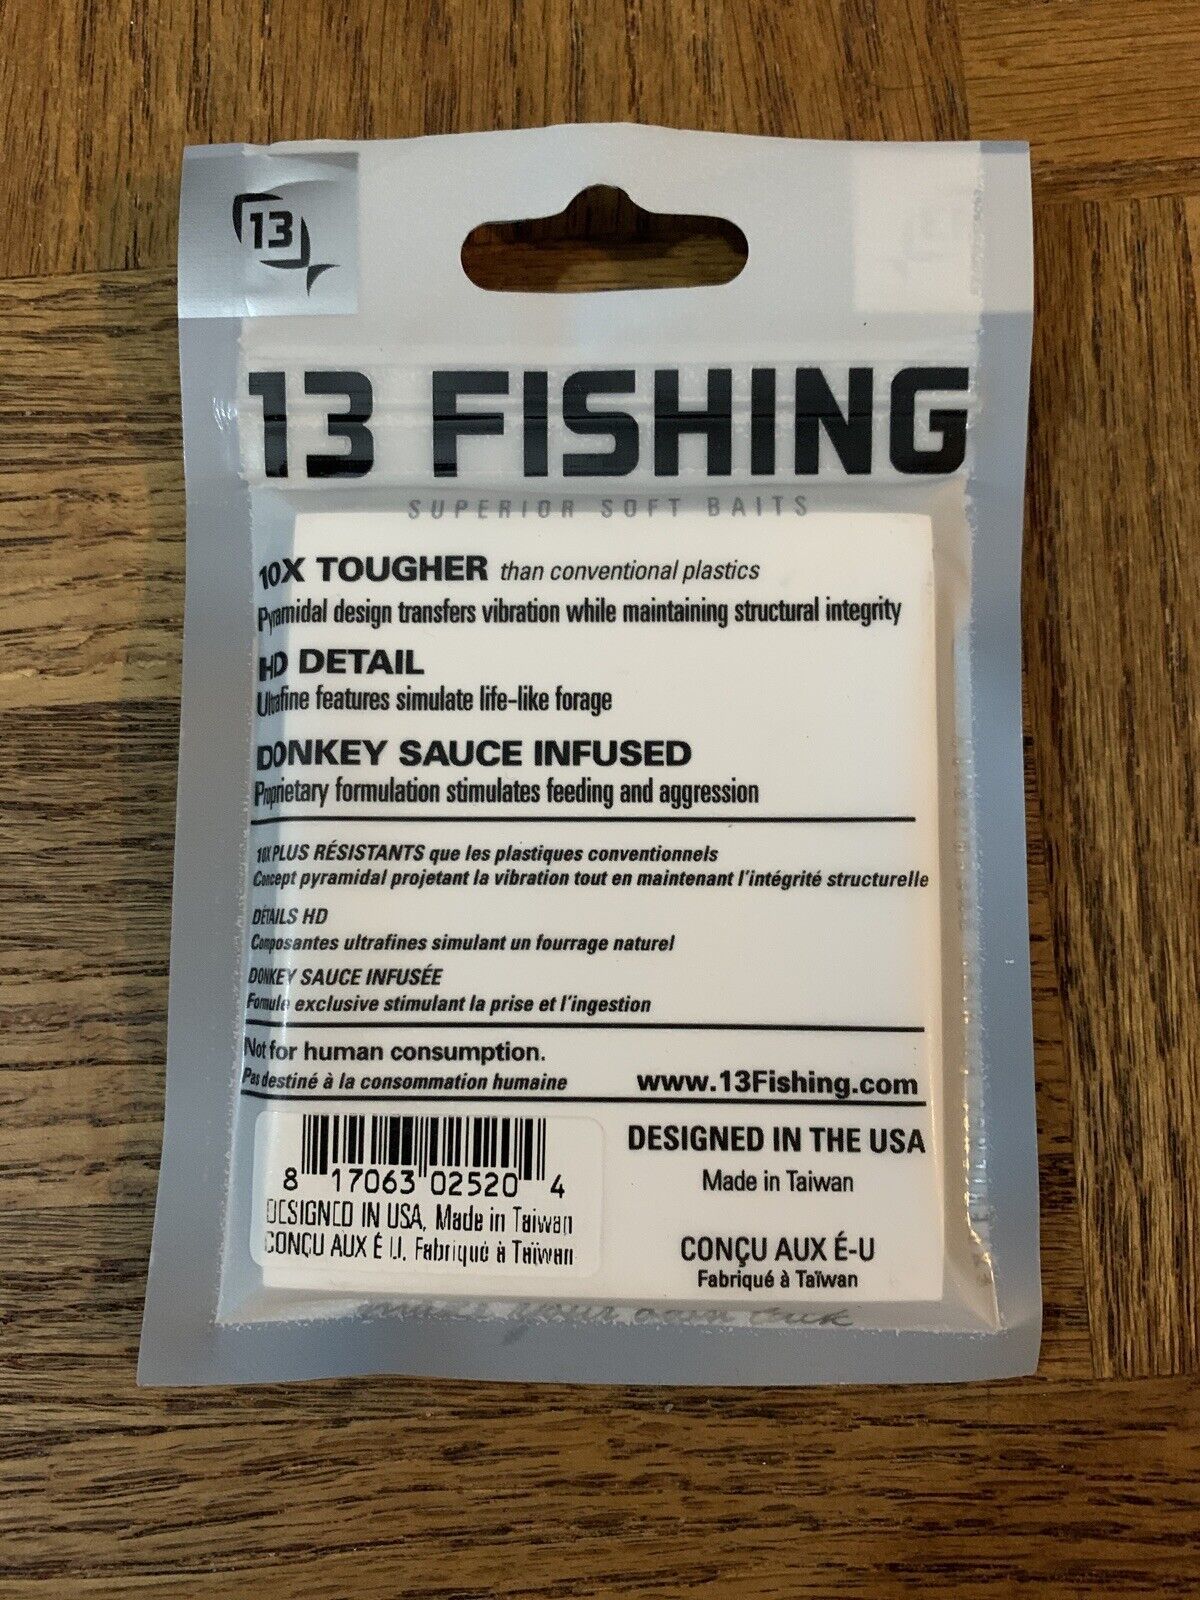 13
13 FISHING
SUPERIOR SOFT BAITS
10X TOUGHER than conventional plastics
Pyramidal design transfers vibration while maintaining structural integrity
HD DETAIL
Ultrafine features simulate life-like forage
DONKEY SAUCE INFUSED
Proprietary formulation stimulates feeding and aggression
10X PLUS RÉSISTANTS que les plastiques conventionnels
Concept pyramidal projetant la vibration tout en maintenant l'intégrité structurelle
DÉTAILS HD
Composantes ultrafines simulant un fourrage naturel
DONKEY SAUCE INFUSÉE
Formule exclusive stimulant la prise et l'ingestion
Not for human consumption.
Pas destiné à la consommation humaine
www.13Fishing.com
8 17063 02520 4
DESIGNED IN USA, Made in Taiwan
CONÇU AUX É U. Fabriqué à Taïwan
DESIGNED IN THE USA
Made in Taiwan
CONÇU AUX É-U
Fabriqué à Taïwan
make your own luck